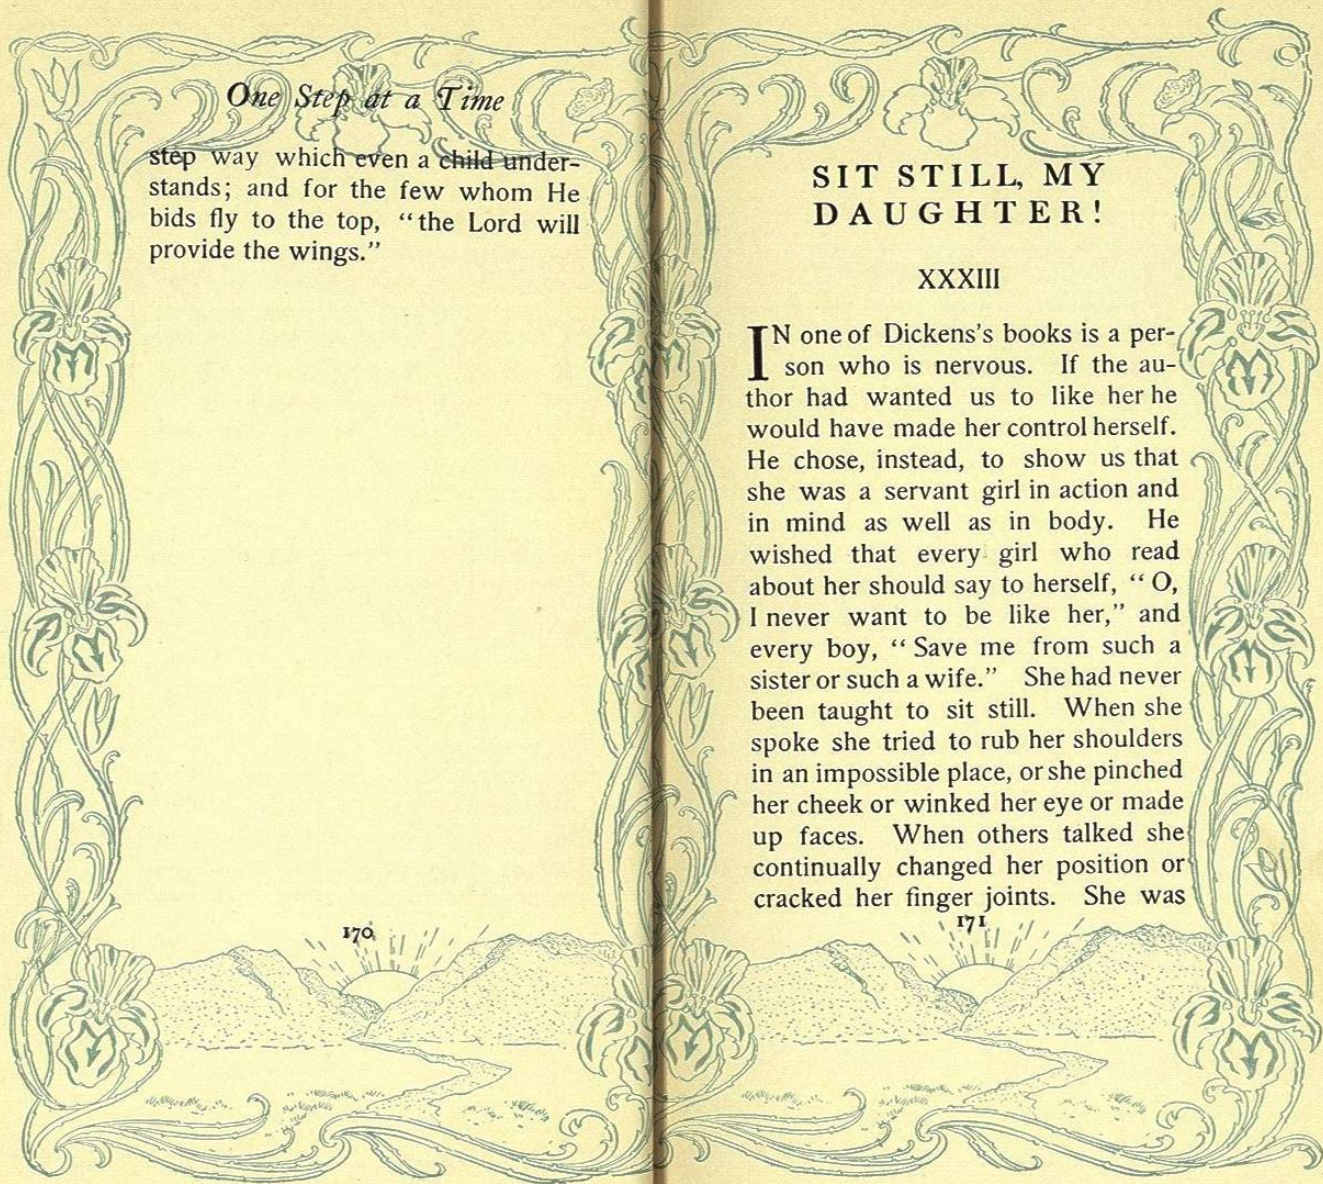 One Step at a Time
step way which even a child under-
stands; and for the few whom He
bids fly to the top, “the Lord will
provide the wings.”
170
SIT STILL, MY
DAUGHTER!
XXXIII
IN one of Dickens's books is a per-
son who is nervous. If the au-
thor had wanted us to like her he
would have made her control herself.
He chose, instead, to show us that
she was a servant girl in action and
in mind as well as in body. He
wished that every girl who read
about her should say to herself, “O,
I never want to be like her,” and
every boy, “Save me from such a
sister or such a wife.” She had never
been taught to sit still. When she
spoke she tried to rub her shoulders
in an impossible place, or she pinched
her cheek or winked her eye or made
up faces. When others talked she
continually changed her position or
cracked her finger joints. She was
171